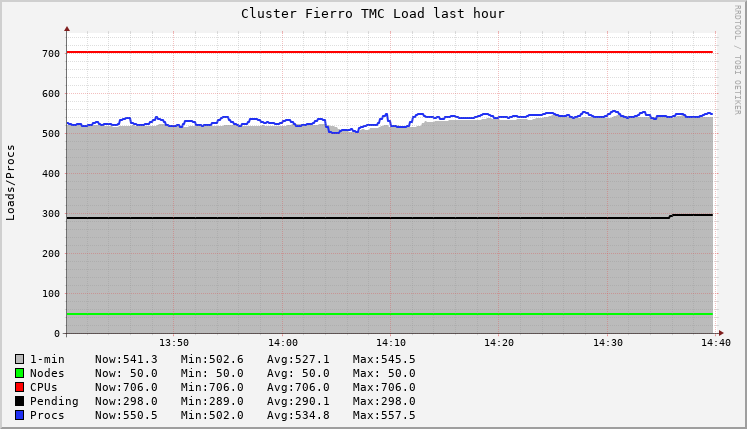 Cluster Fierro TMC Load last hour
RRDTOOL / TOBI OETIKER
Loads/Procs
700
600
500
400
300
200
100
0
13:50 14:00 14:10 14:20 14:30 14:40
1-min Now:541.3 Min:502.6 Avg:527.1 Max:545.5
Nodes Now: 50.0 Min: 50.0 Avg: 50.0 Max: 50.0
CPUs Now:706.0 Min:706.0 Avg:706.0 Max:706.0
Pending Now:298.0 Min:289.0 Avg:290.1 Max:298.0
Procs Now:550.5 Min:502.0 Avg:534.8 Max:557.5